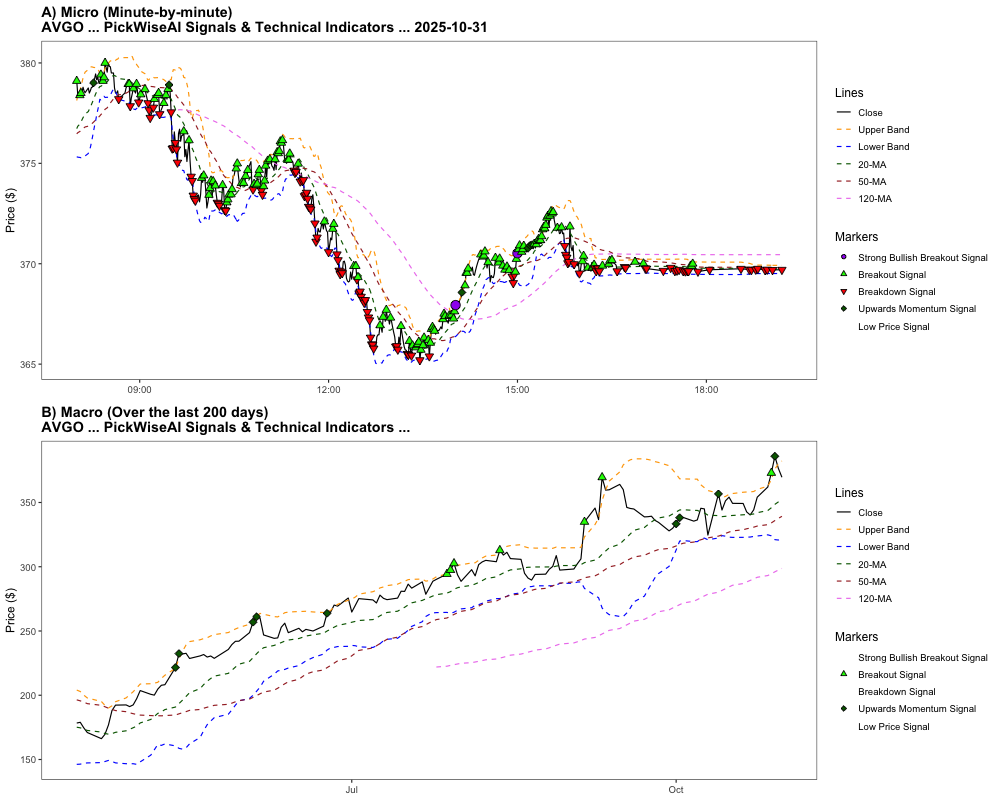 A) Micro (Minute-by-minute)
AVGO ... PickWiseAI Signals & Technical Indicators ... 2025-10-31
Price ($)
380
375
370
365
09:00
12:00
15:00
18:00
Lines
Close
Upper Band
Lower Band
20-MA
50-MA
120-MA
Markers
Strong Bullish Breakout Signal
Breakout Signal
Breakdown Signal
Upwards Momentum Signal
Low Price Signal
B) Macro (Over the last 200 days)
AVGO ... PickWiseAI Signals & Technical Indicators ...
Price ($)
350
300
250
200
150
Jul
Oct
Lines
Close
Upper Band
Lower Band
20-MA
50-MA
120-MA
Markers
Strong Bullish Breakout Signal
Breakout Signal
Breakdown Signal
Upwards Momentum Signal
Low Price Signal